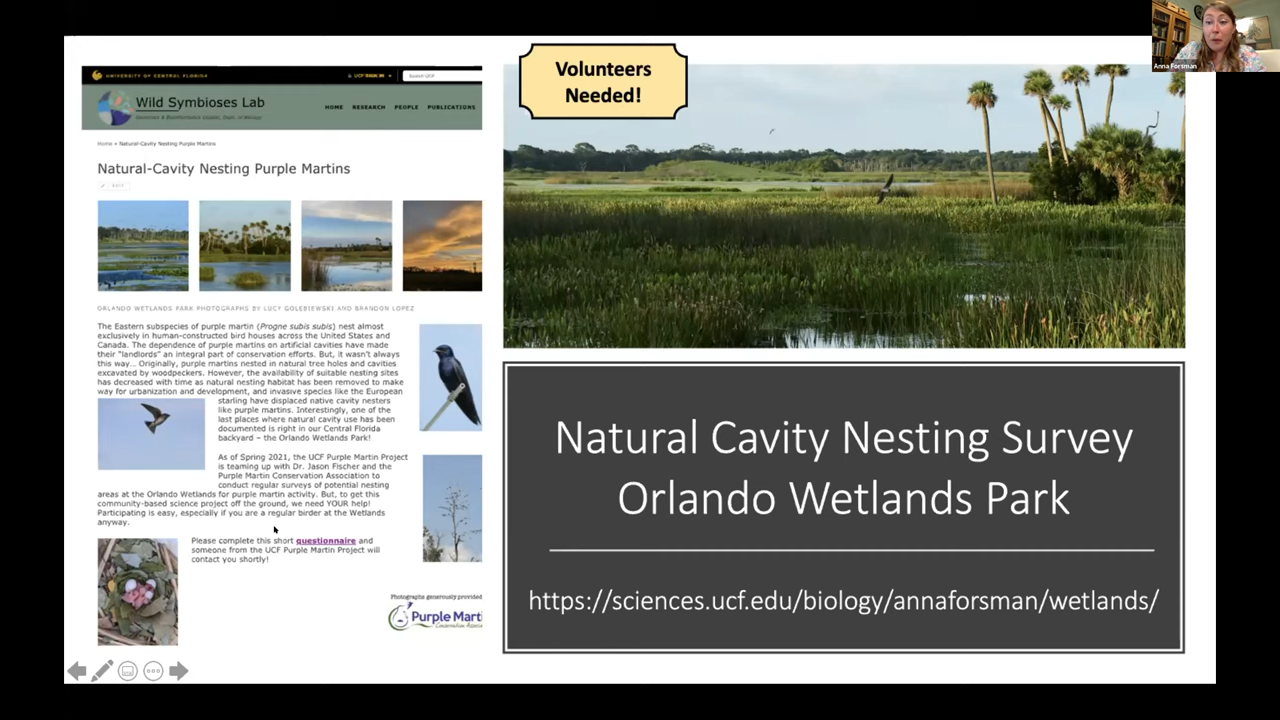 Anna Forsman
Volunteers
Needed!
UNIVERSITY OF CENTRAL FLORIDA
Search UCF
Wild Symbioses Lab
HOME RESEARCH PEOPLE PUBLICATIONS
Home » Natural-Cavity Nesting Purple Martins
Natural-Cavity Nesting Purple Martins
EDIT
ORLANDO WETLANDS PARK PHOTOGRAPHS BY LUCY GOLEBIEWSKI AND BRANDON LOPEZ
The Eastern subspecies of purple martin (Progne subis subis) nest almost
exclusively in human-constructed bird houses across the United States and
Canada. The dependence of purple martins on artificial cavities have made
their "landlords" an integral part of conservation efforts. But, it wasn't always
this way... Originally, purple martins nested in natural tree holes and cavities
excavated by woodpeckers. However, the availability of suitable nesting sites
has decreased with time as natural nesting habitat has been removed to make
way for urbanization and development, and invasive species like the European
starling have displaced native cavity nesters
like purple martins. Interestingly, one of the
last places where natural cavity use has been
documented is right in our Central Florida
backyard – the Orlando Wetlands Park!
As of Spring 2021, the UCF Purple Martin Project
is teaming up with Dr. Jason Fischer and the
Purple Martin Conservation Association to
conduct regular surveys of potential nesting
areas at the Orlando Wetlands for purple martin activity. But, to get this
community-based science project off the ground, we need YOUR help!
Participating is easy, especially if you are a regular birder at the Wetlands
anyway.
Please complete this short questionnaire and
someone from the UCF Purple Martin Project will
contact you shortly!
Photographs generously provided
Purple Marti
Conservation Associa
Natural Cavity Nesting Survey
Orlando Wetlands Park
https://sciences.ucf.edu/biology/annaforsman/wetlands/